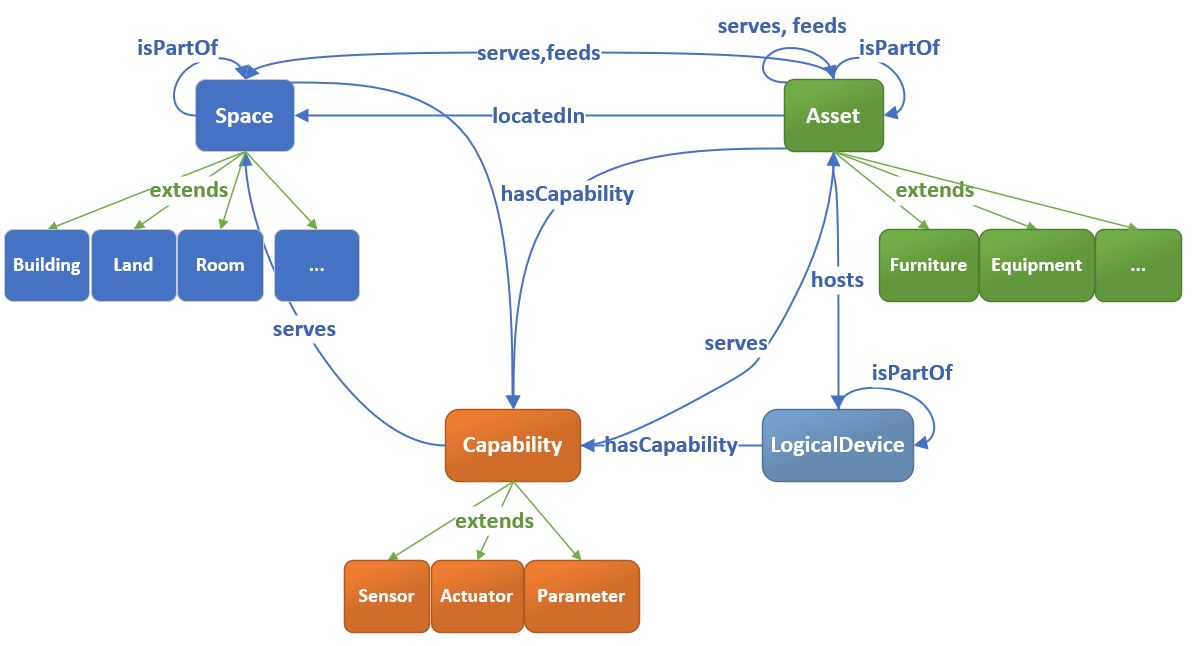 serves, feeds
isPartOf
serves,feeds
isPartOf
Space
locatedIn
Asset
extends
hasCapability
extends
Building
Land
Room
...
hosts
Furniture
Equipment
...
serves
serves
isPartOf
Capability
hasCapability
LogicalDevice
extends
Sensor
Actuator
Parameter